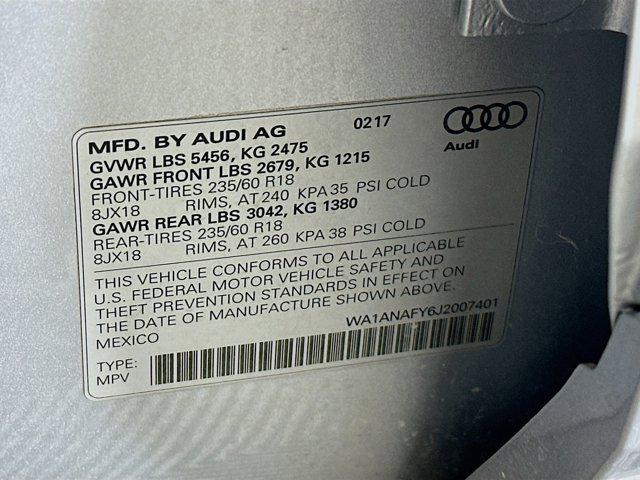 MFD. BY AUDI AG 0217
Audi
GVWR LBS 5456, KG 2475
GAWR FRONT LBS 2679, KG 1215
FRONT-TIRES 235/60 R18
8JX18 RIMS, AT 240 KPA 35 PSI COLD
GAWR REAR LBS 3042, KG 1380
REAR-TIRES 235/60 R18
8JX18 RIMS, AT 260 KPA 38 PSI COLD
THIS VEHICLE CONFORMS TO ALL APPLICABLE
U.S. FEDERAL MOTOR VEHICLE SAFETY AND
THEFT PREVENTION STANDARDS IN EFFECT ON
THE DATE OF MANUFACTURE SHOWN ABOVE.
MEXICO WA1ANAFY6J2007401
TYPE:
MPV